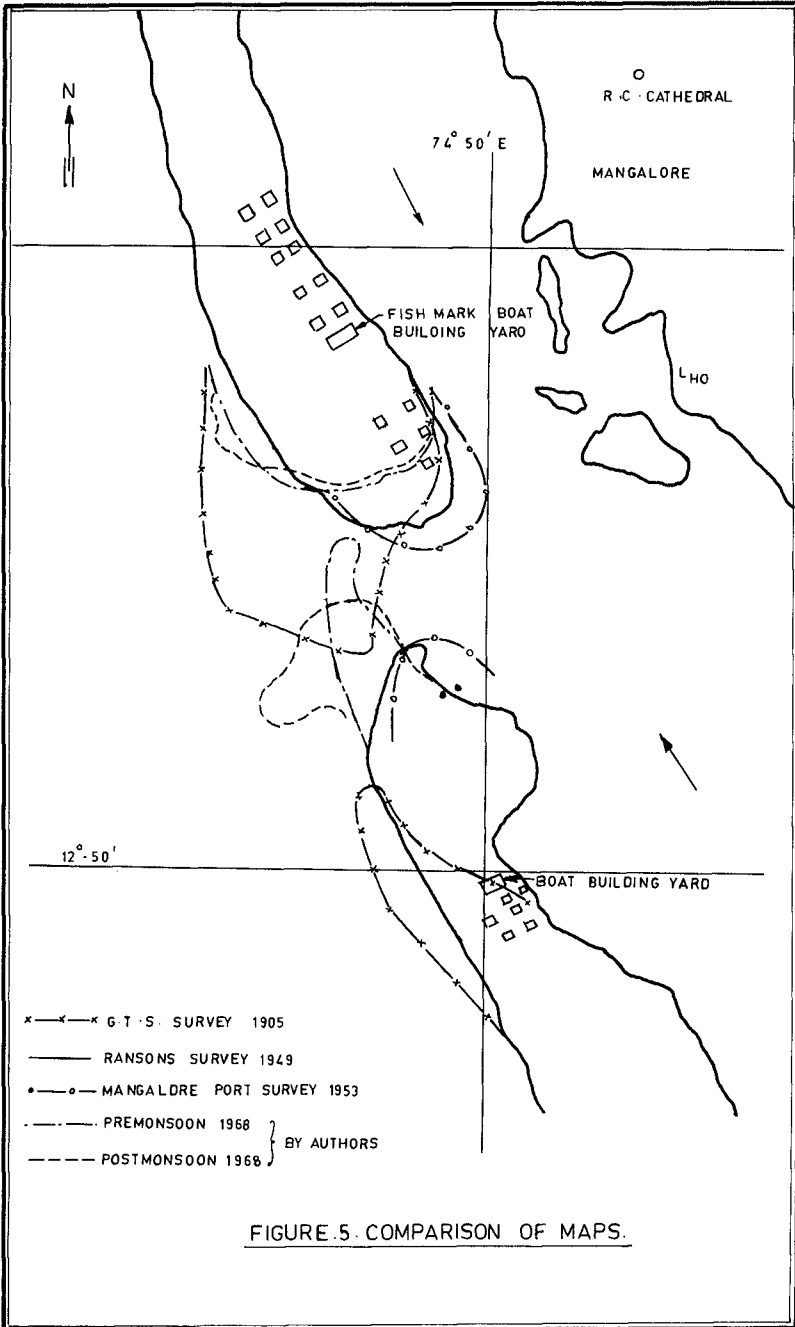 N
R.C. CATHEDRAL
74° 50' E
MANGALORE
FISH MARK BOAT
BUILDING YARD
L HO
12°-50'
BOAT BUILDING YARD
x—x—x G.T.S. SURVEY 1905
RANSONS SURVEY 1949
MANGALORE PORT SURVEY 1953
PREMONSOON 1968
BY AUTHORS
POSTMONSOON 1968
FIGURE.5. COMPARISON OF MAPS.